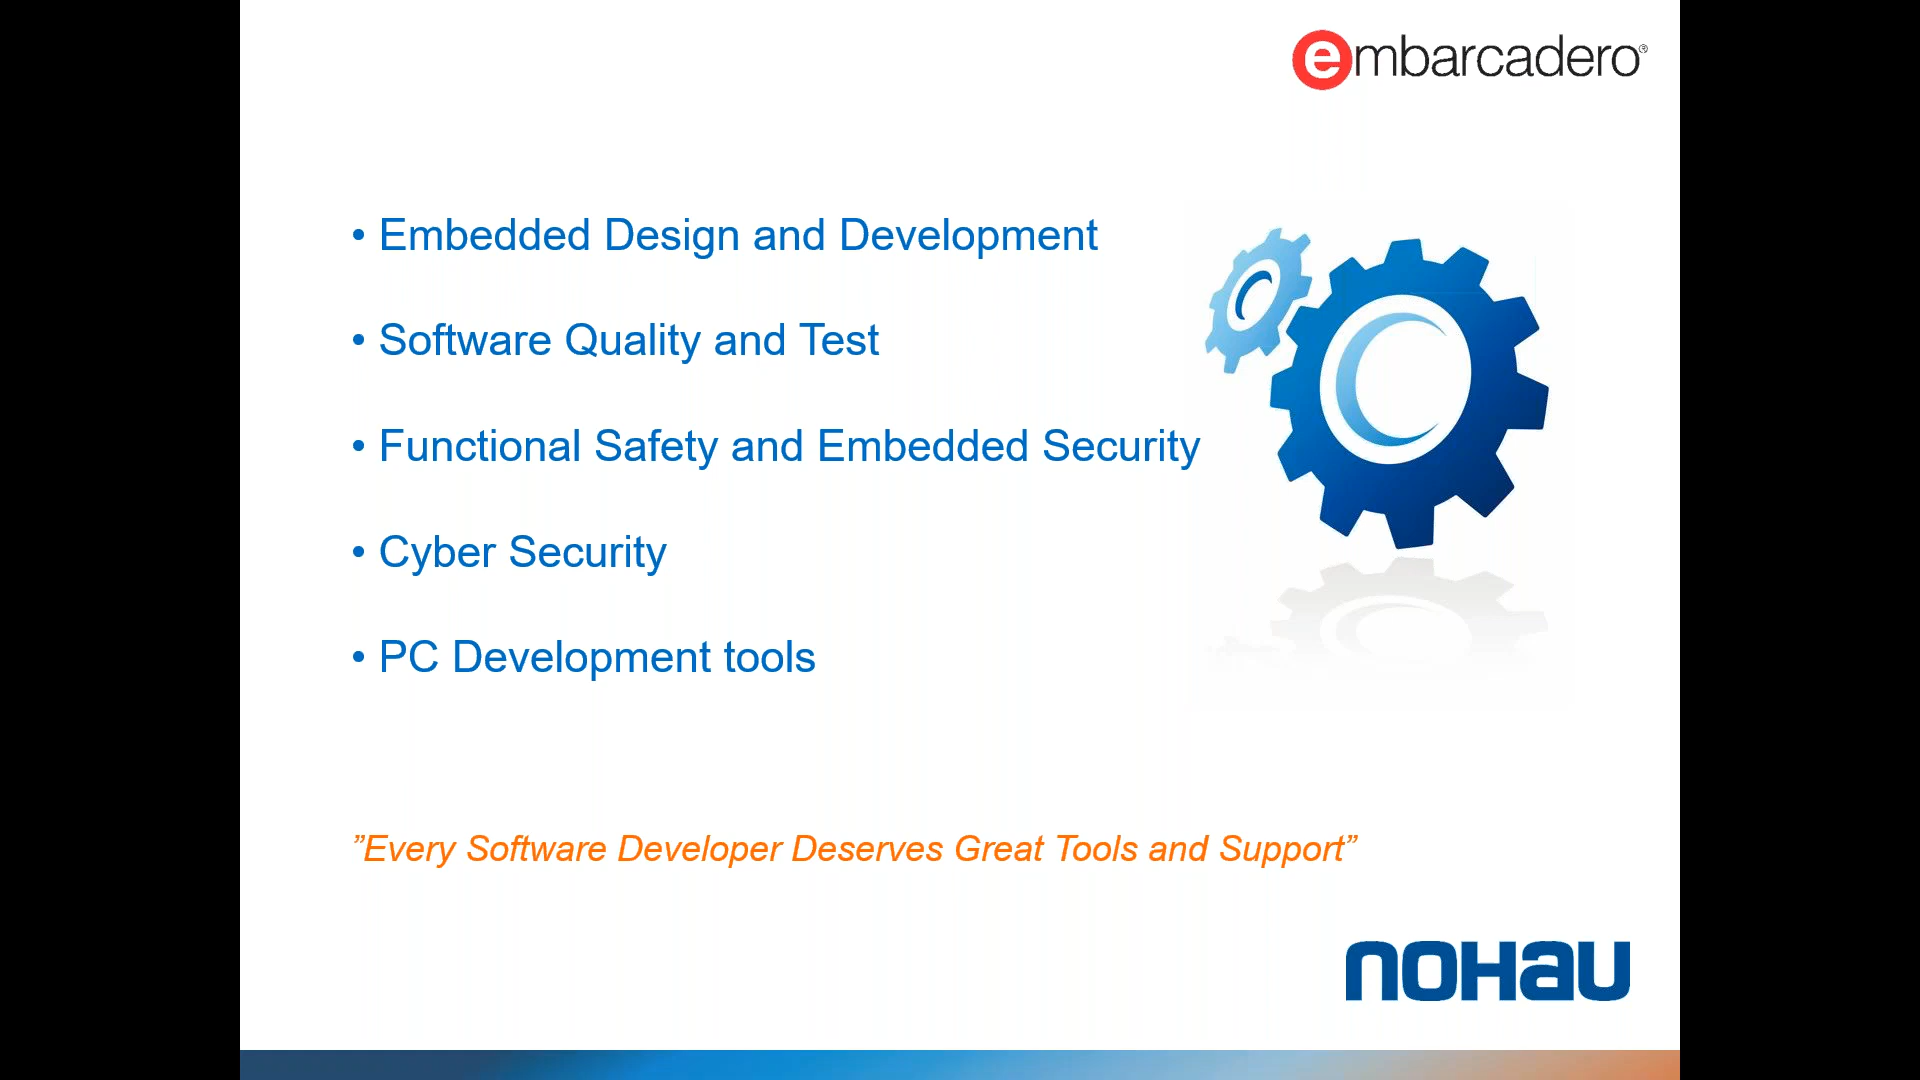 embarcadero®
• Embedded Design and Development
• Software Quality and Test
• Functional Safety and Embedded Security
• Cyber Security
• PC Development tools
”Every Software Developer Deserves Great Tools and Support”
noHau